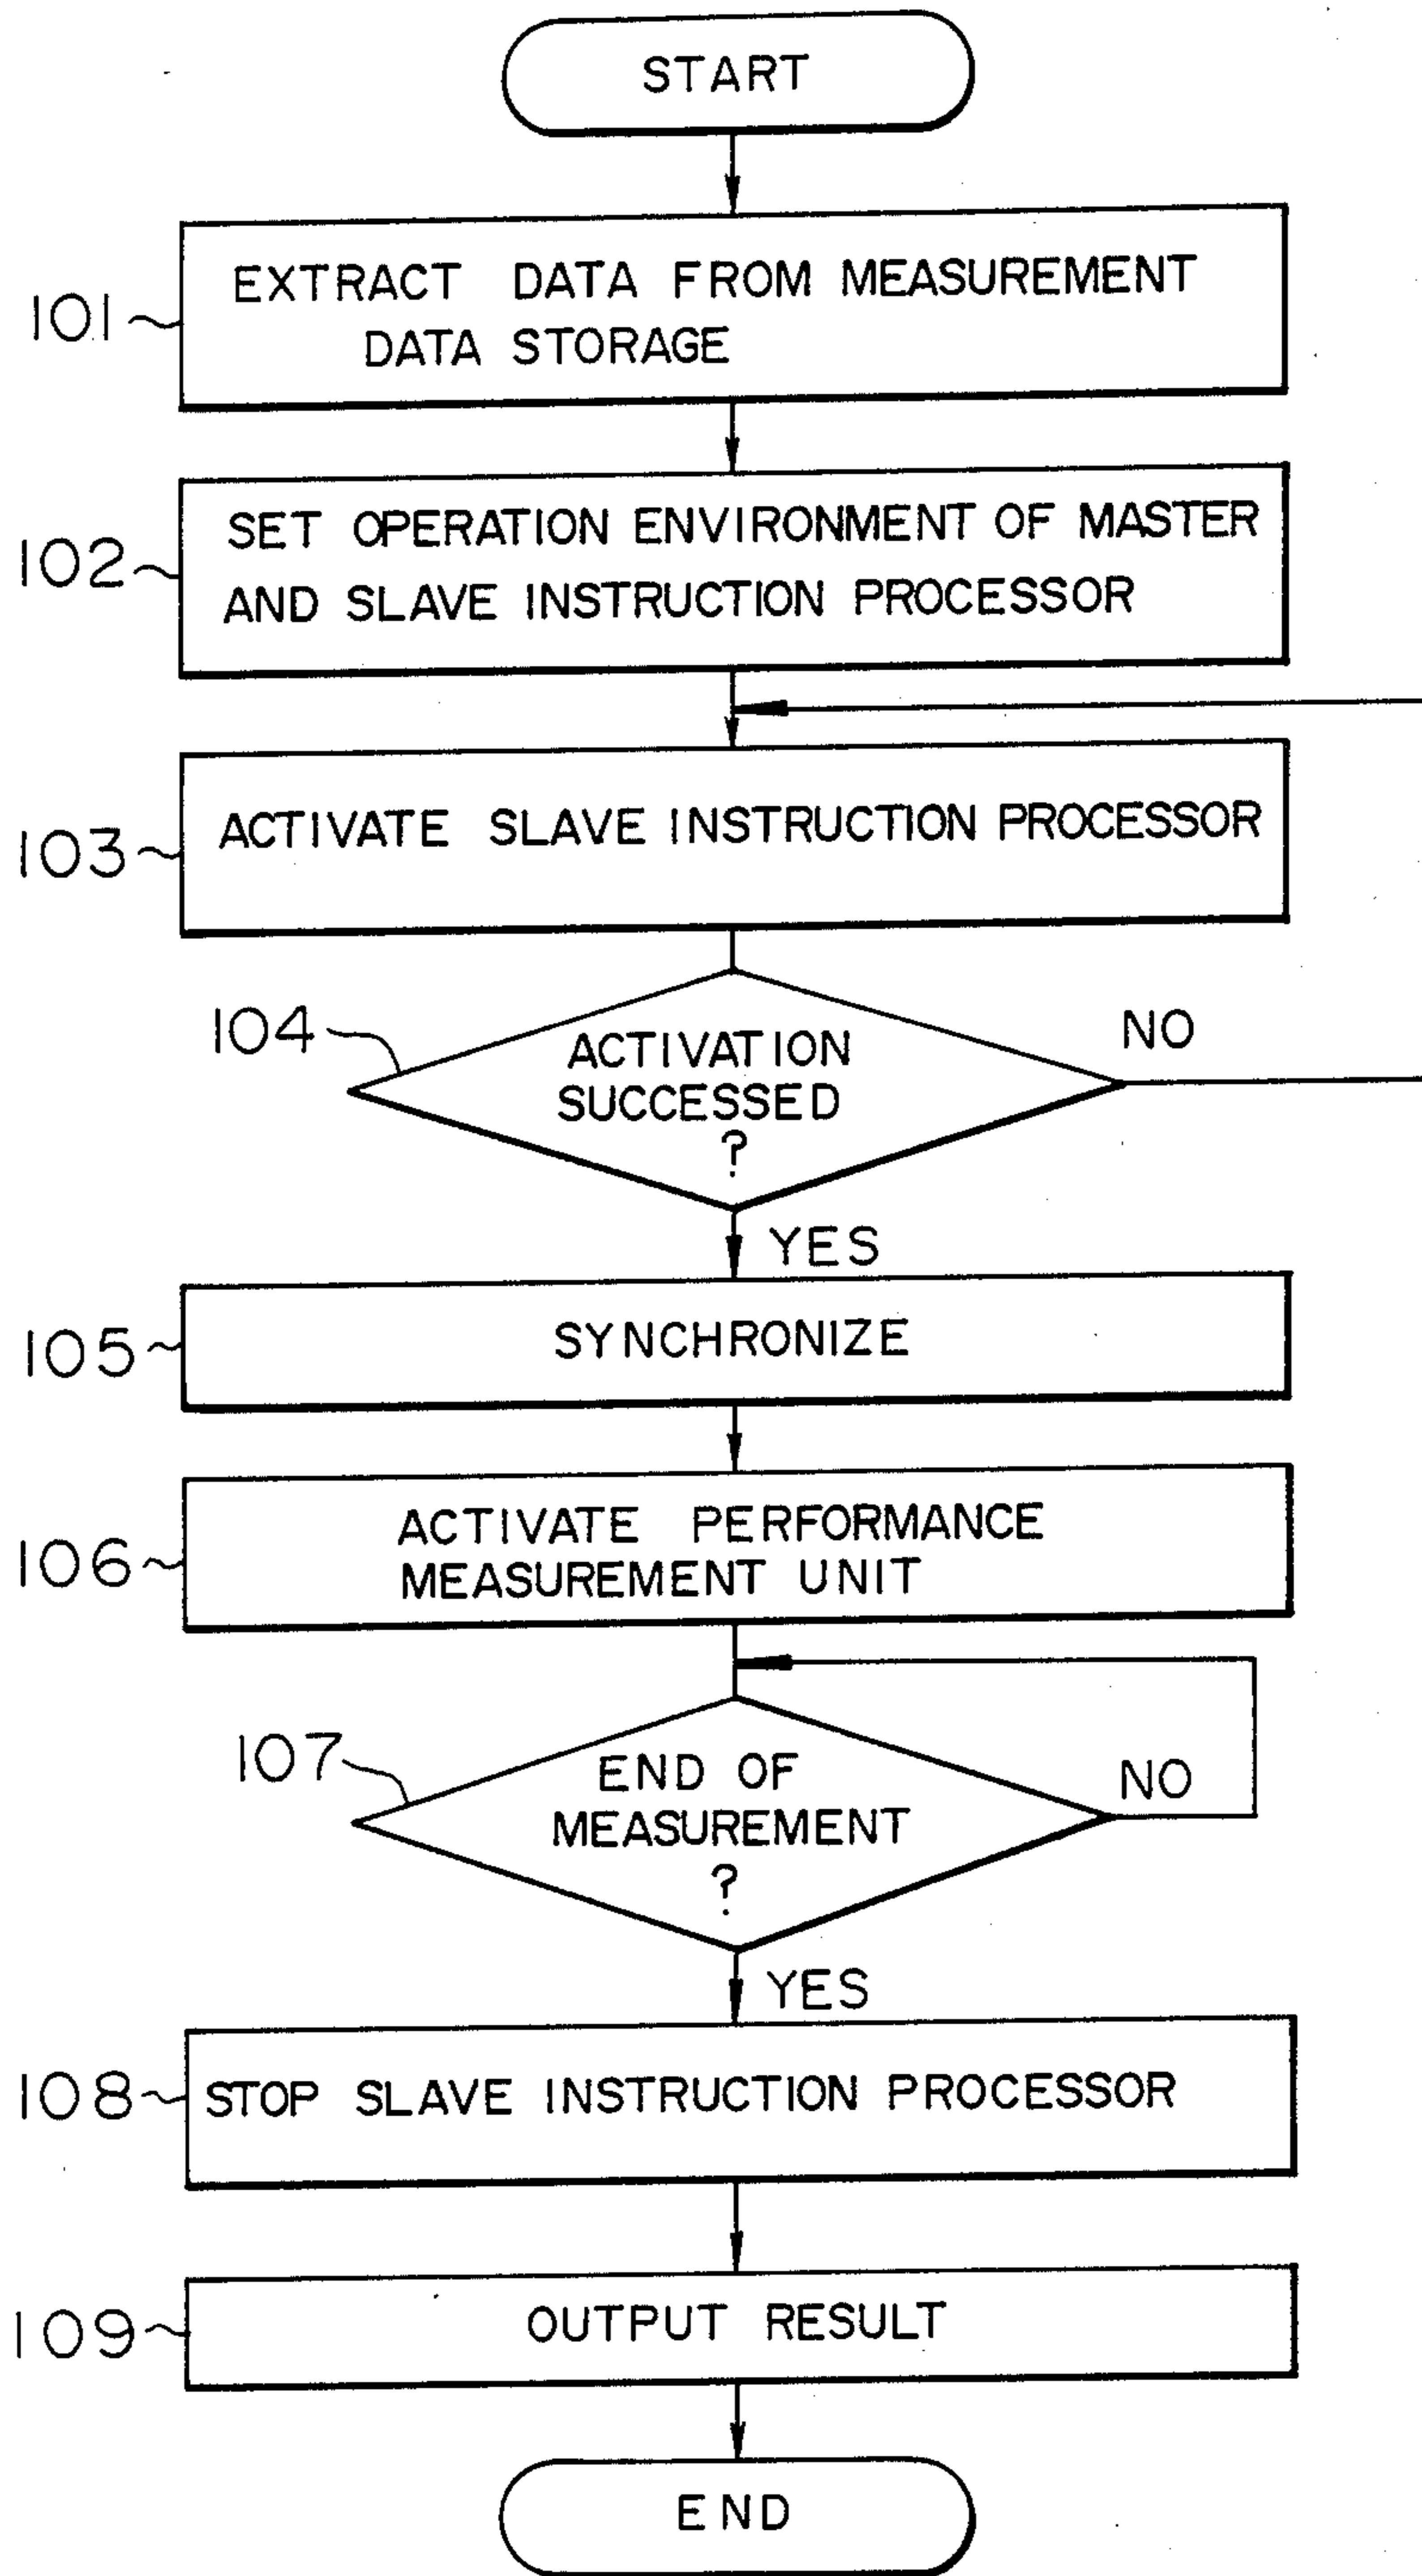 START
101
EXTRACT DATA FROM MEASUREMENT
DATA STORAGE
102
SET OPERATION ENVIRONMENT OF MASTER
AND SLAVE INSTRUCTION PROCESSOR
103
ACTIVATE SLAVE INSTRUCTION PROCESSOR
104
ACTIVATION
SUCCESSED
?
NO
YES
105
SYNCHRONIZE
106
ACTIVATE PERFORMANCE
MEASUREMENT UNIT
107
END OF
MEASUREMENT
?
NO
YES
108
STOP SLAVE INSTRUCTION PROCESSOR
109
OUTPUT RESULT
END